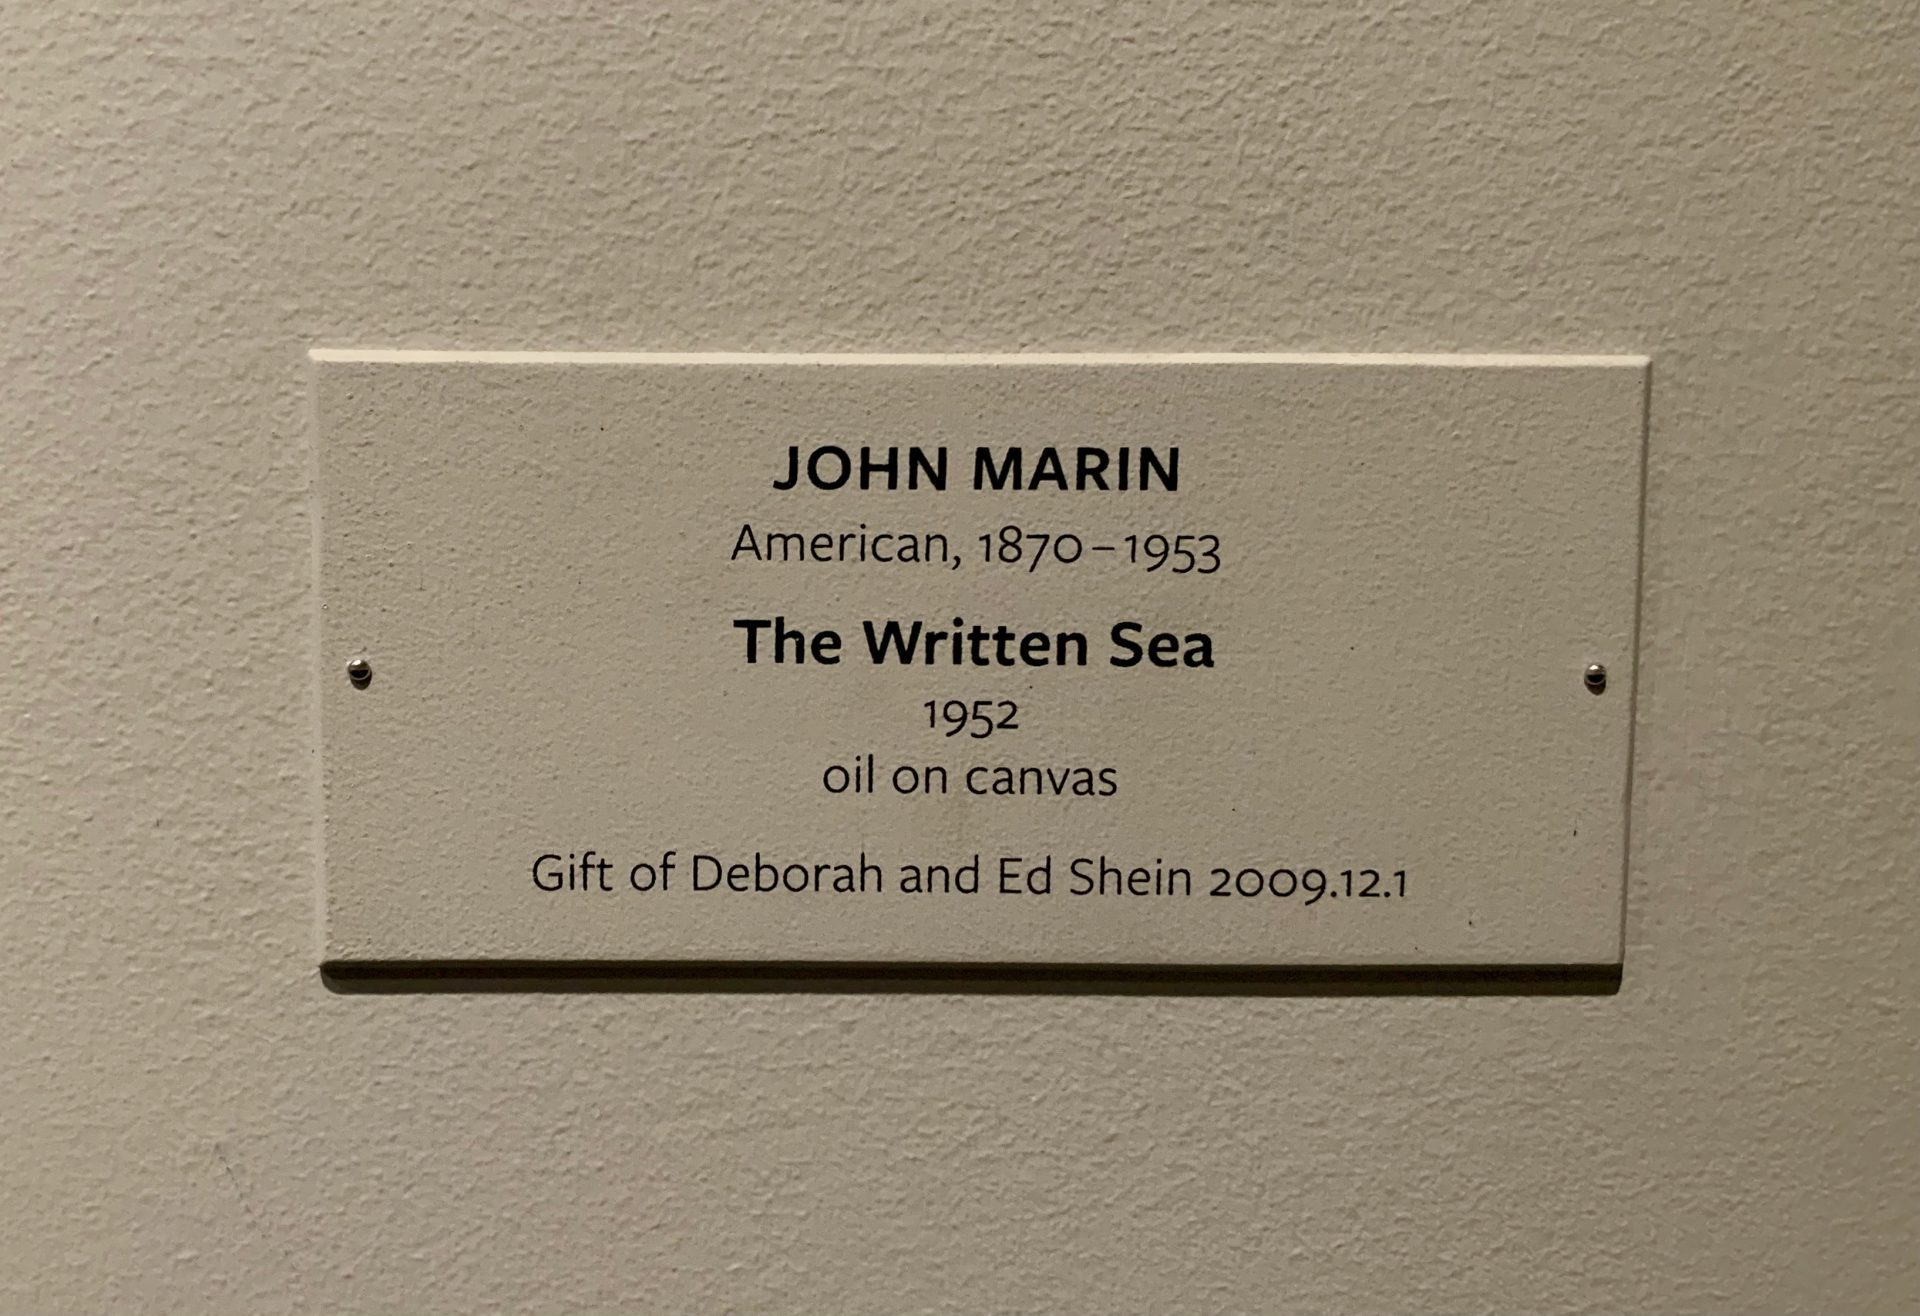 JOHN MARIN
American, 1870–1953
The Written Sea
1952
oil on canvas
Gift of Deborah and Ed Shein 2009.12.1